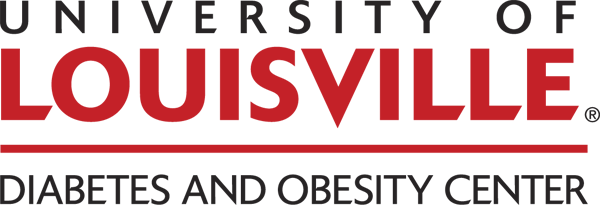 UNIVERSITY OF
LOUISVILLE®
DIABETES AND OBESITY CENTER